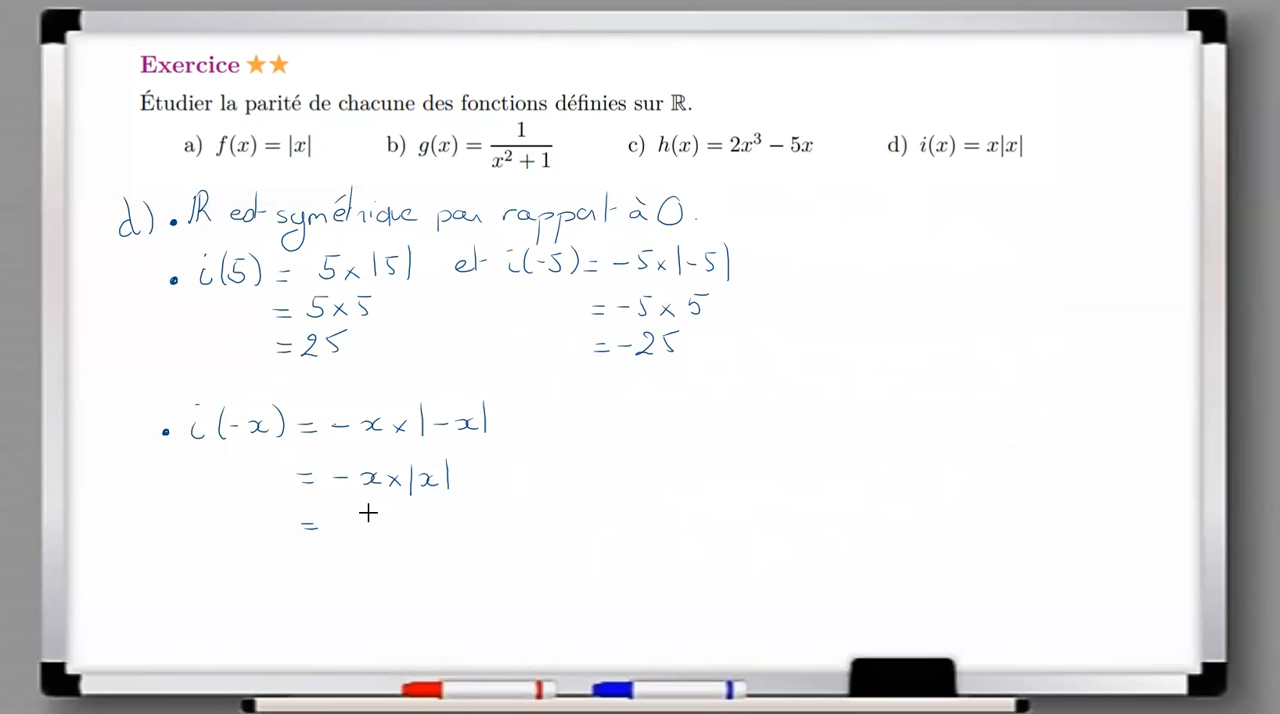 Exercice ★★
Étudier la parité de chacune des fonctions définies sur ℝ.
a) f(x) = |x| b) g(x) = 1/(x² + 1) c) h(x) = 2x³ − 5x d) i(x) = x|x|
d) • ℝ est symétrique par rapport à 0.
• i(5) = 5×|5| et i(-5) = -5×|-5|
= 5×5 = -5×5
= 25 = -25
• i(-x) = -x×|-x|
= -x×|x|
=